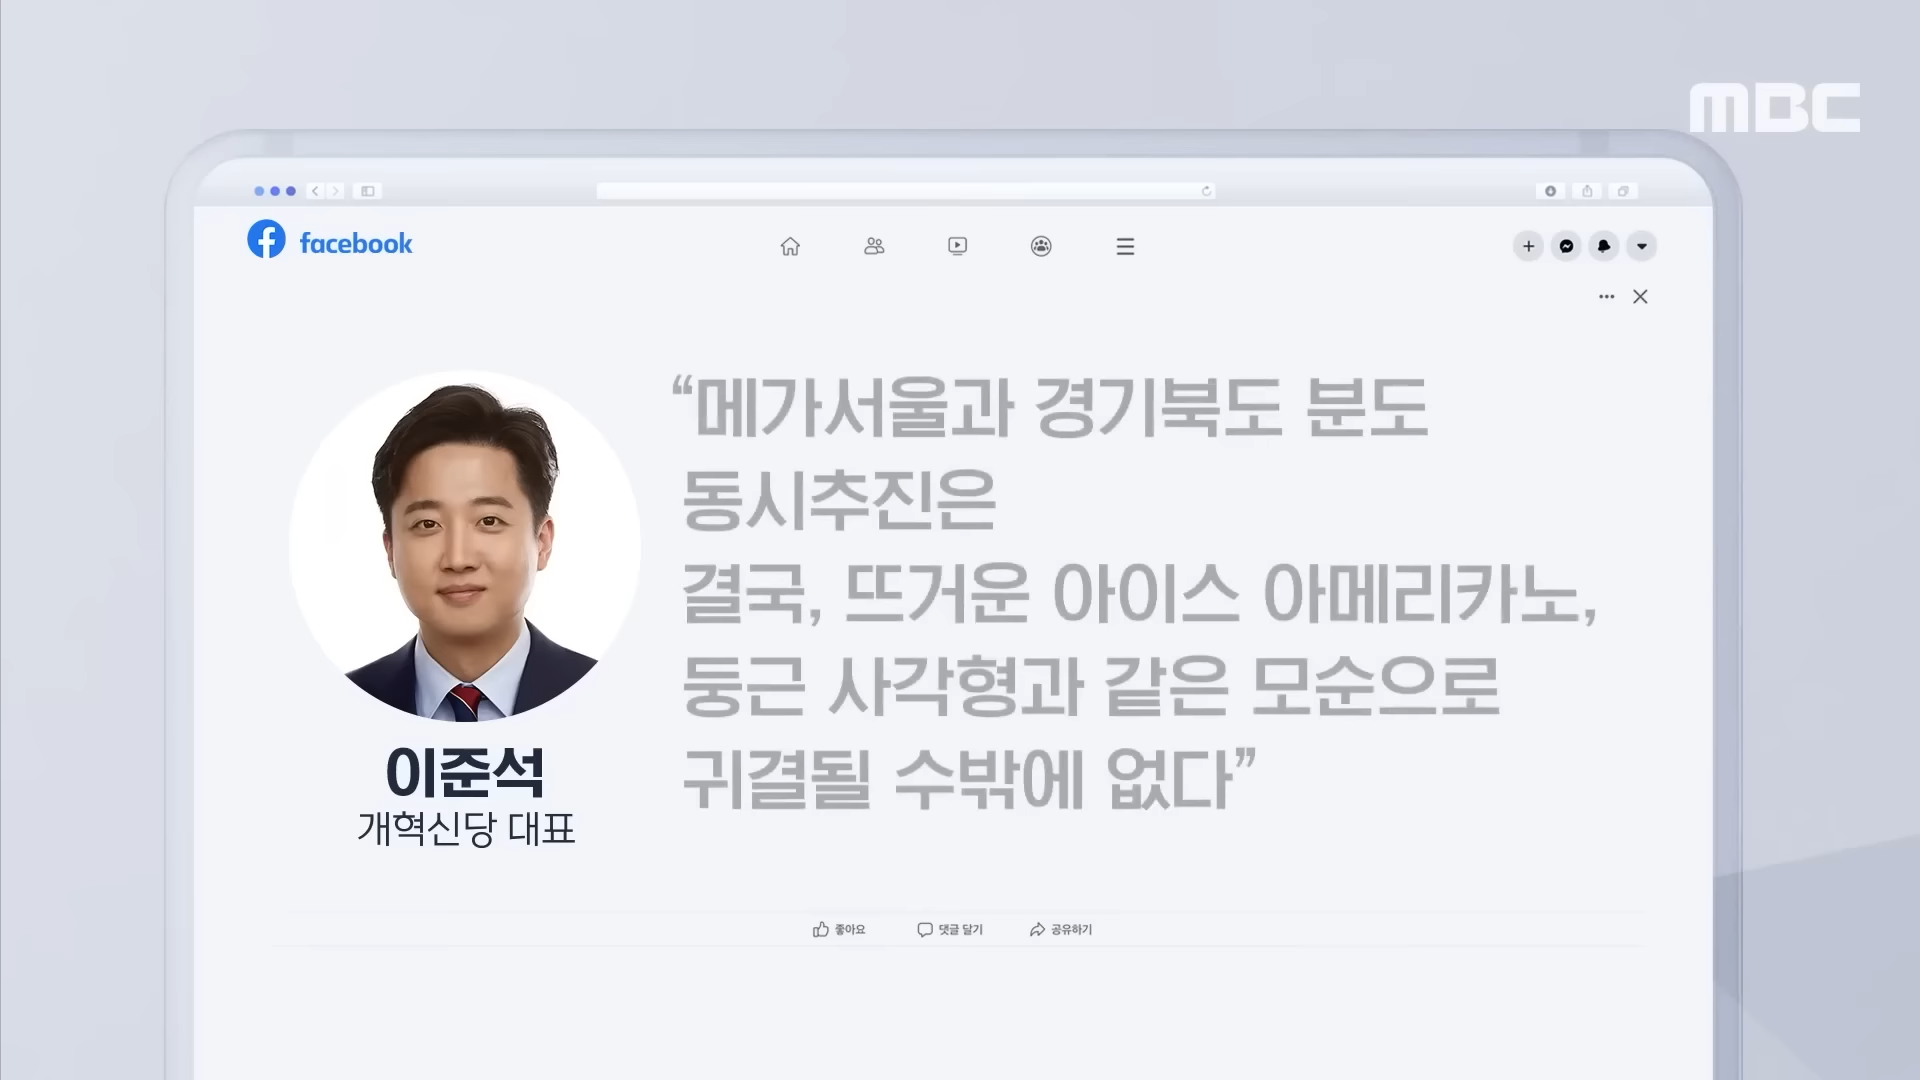 MBC
facebook
“메가서울과 경기북도 분도
동시추진은
결국, 뜨거운 아이스 아메리카노,
둥근 사각형과 같은 모순으로
귀결될 수밖에 없다”
이준석
개혁신당 대표
좋아요 댓글 달기 공유하기